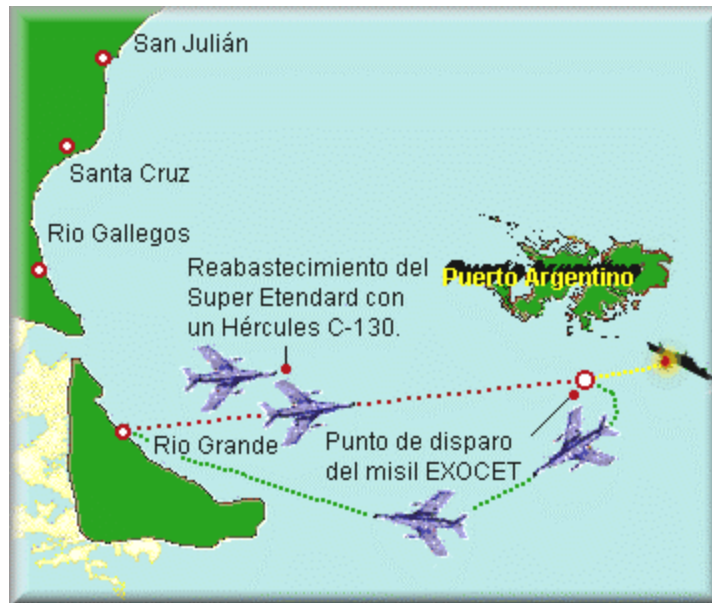 San Julián
Santa Cruz
Rio Gallegos
Reabastecimiento del
Super Etendard con
un Hércules C-130.
Puerto Argentino
Rio Grande
Punto de disparo
del misil EXOCET